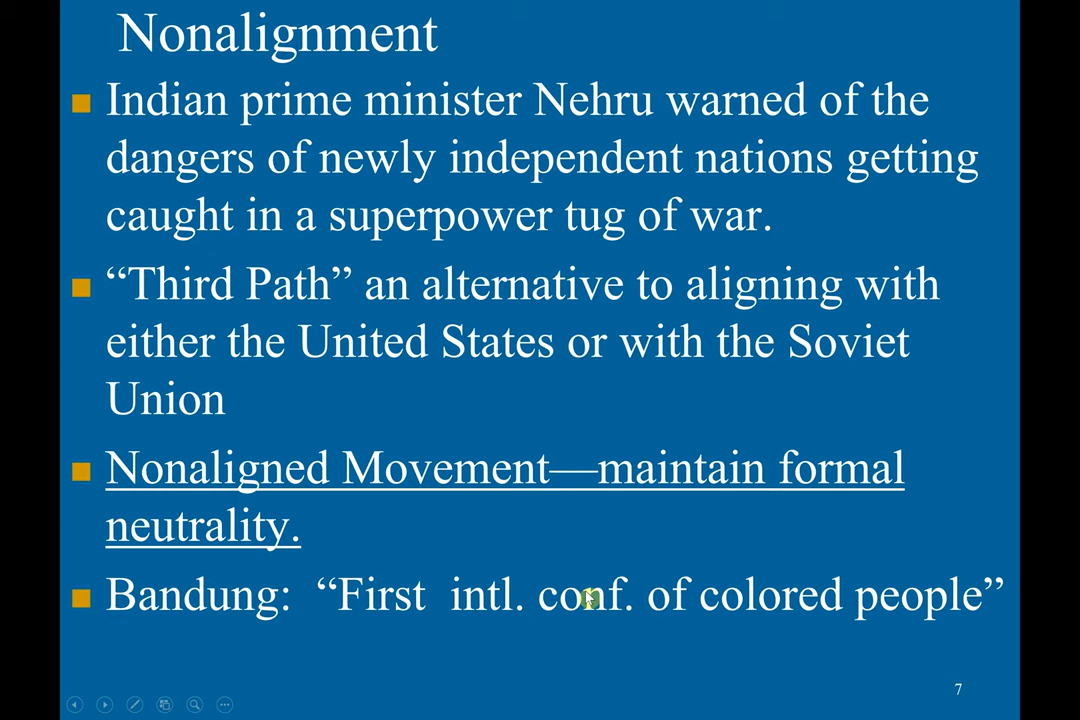 Nonalignment
Indian prime minister Nehru warned of the
dangers of newly independent nations getting
caught in a superpower tug of war.
“Third Path” an alternative to aligning with
either the United States or with the Soviet
Union
Nonaligned Movement—maintain formal
neutrality.
Bandung:  “First  intl. conf. of colored people”
7